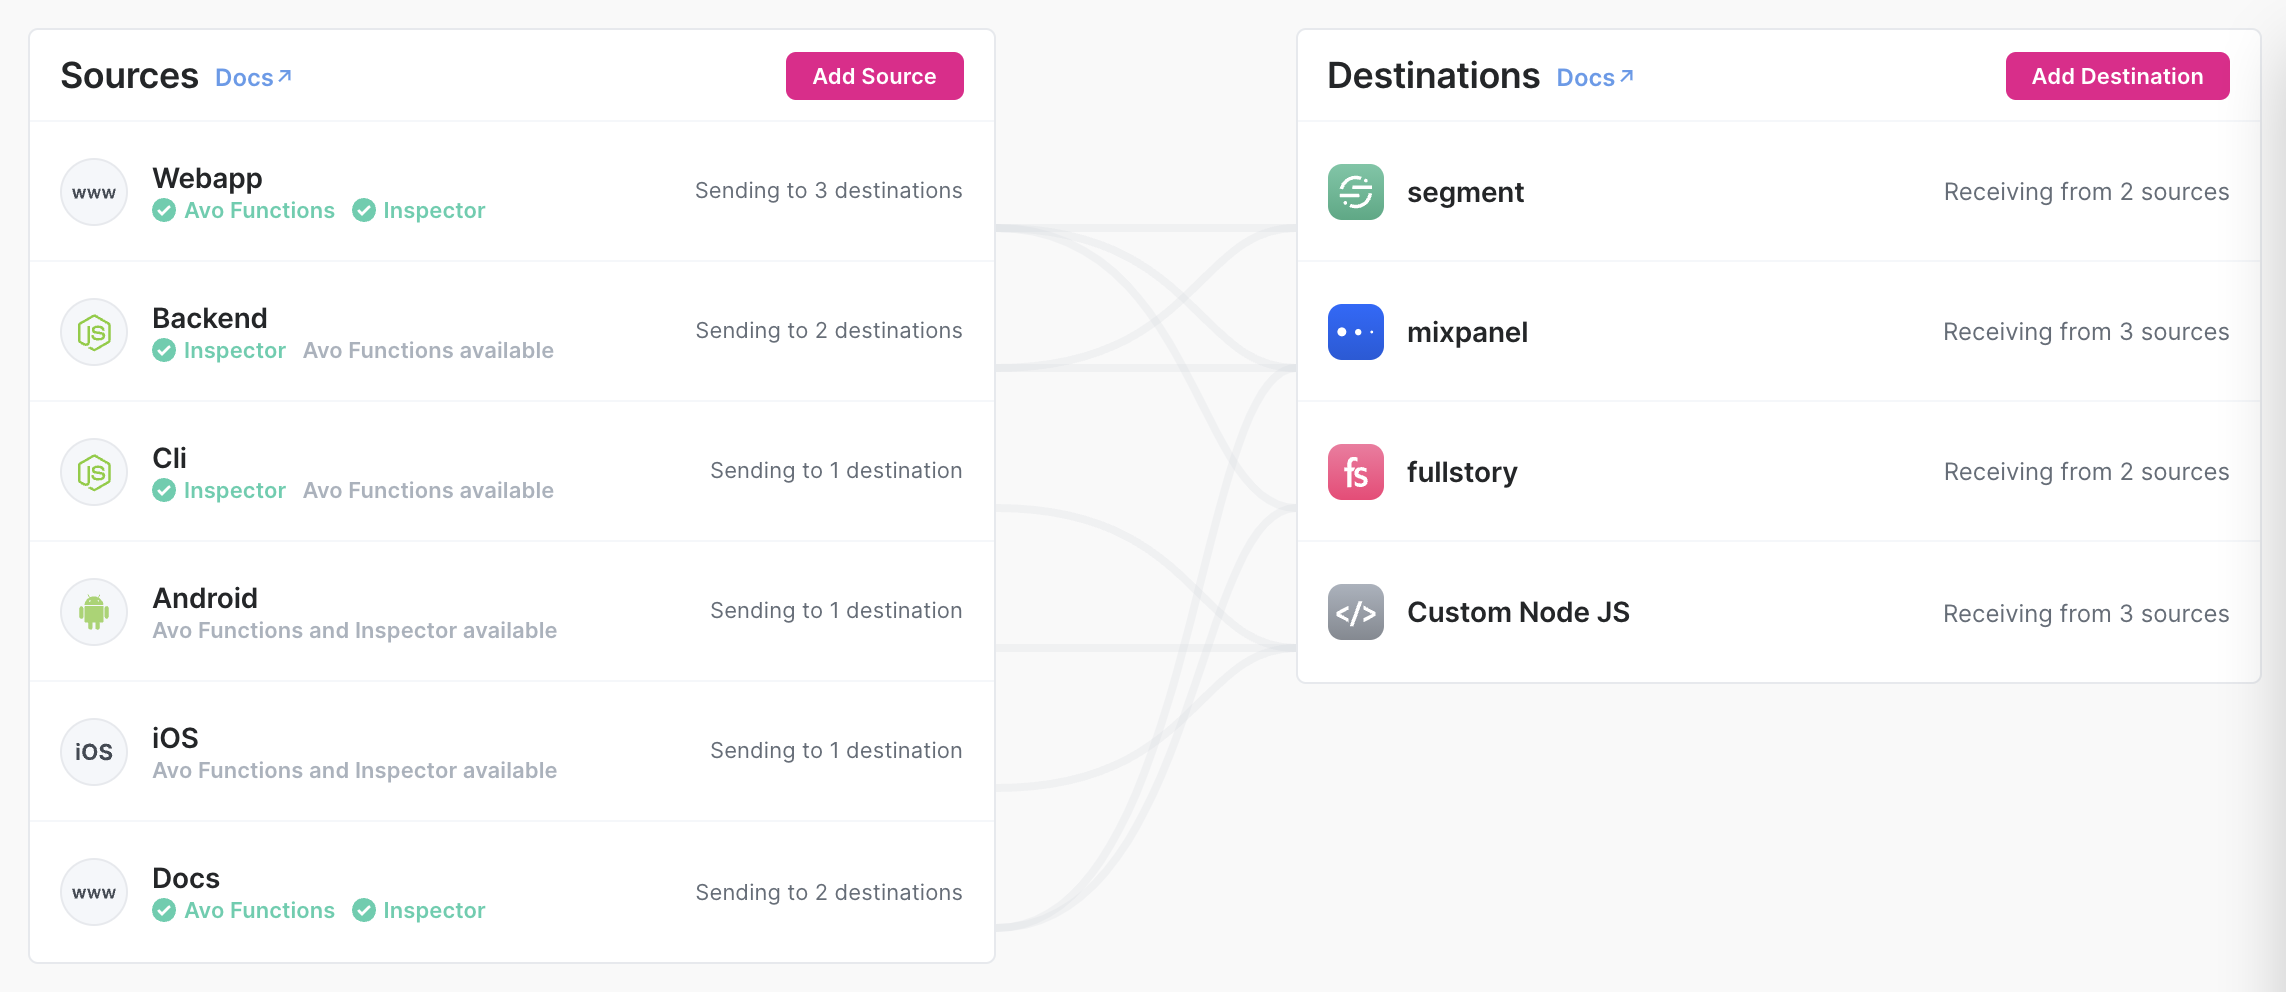 Sources Docs↗ Add Source
www Webapp Sending to 3 destinations
Avo Functions Inspector
JS Backend Sending to 2 destinations
Inspector Avo Functions available
JS Cli Sending to 1 destination
Inspector Avo Functions available
Android Sending to 1 destination
Avo Functions and Inspector available
iOS iOS Sending to 1 destination
Avo Functions and Inspector available
www Docs Sending to 2 destinations
Avo Functions Inspector
Destinations Docs↗ Add Destination
segment Receiving from 2 sources
mixpanel Receiving from 3 sources
fs fullstory Receiving from 2 sources
</> Custom Node JS Receiving from 3 sources